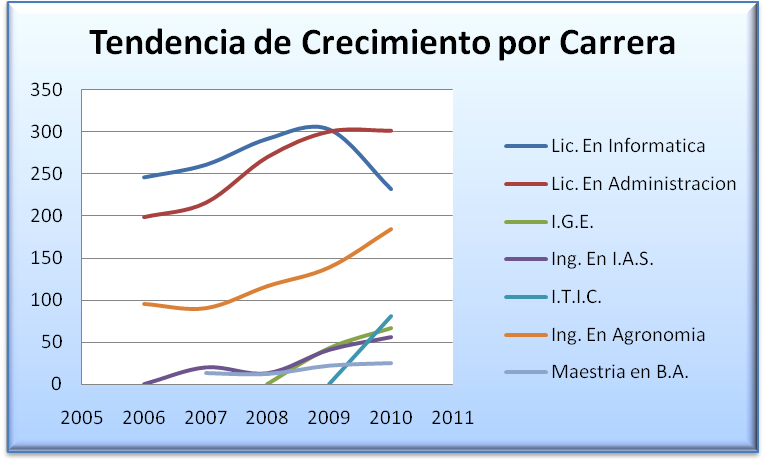 Tendencia de Crecimiento por Carrera
350
300
250
200
150
100
50
0
2005 2006 2007 2008 2009 2010 2011
Lic. En Informatica
Lic. En Administracion
I.G.E.
Ing. En I.A.S.
I.T.I.C.
Ing. En Agronomia
Maestria en B.A.